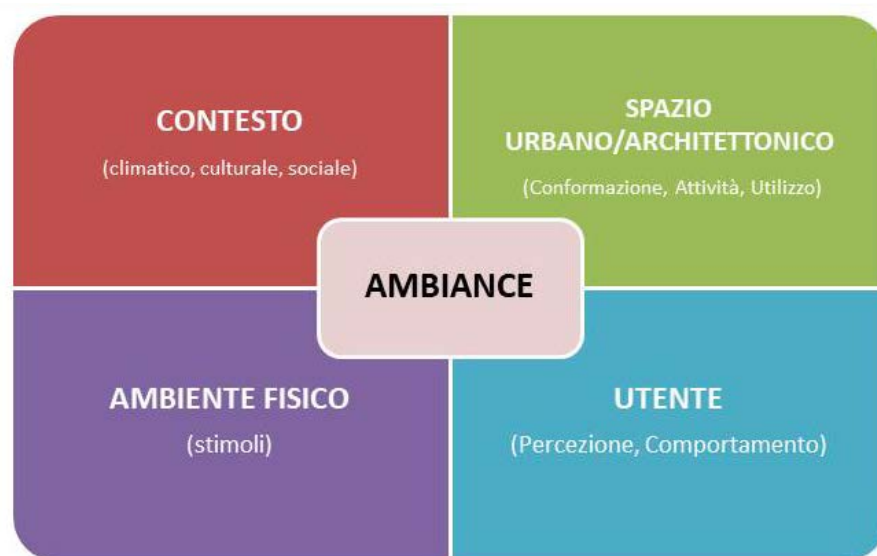 CONTESTO
(climatico, culturale, sociale)
SPAZIO
URBANO/ARCHITETTONICO
(Conformazione, Attività, Utilizzo)
AMBIANCE
AMBIENTE FISICO
(stimoli)
UTENTE
(Percezione, Comportamento)